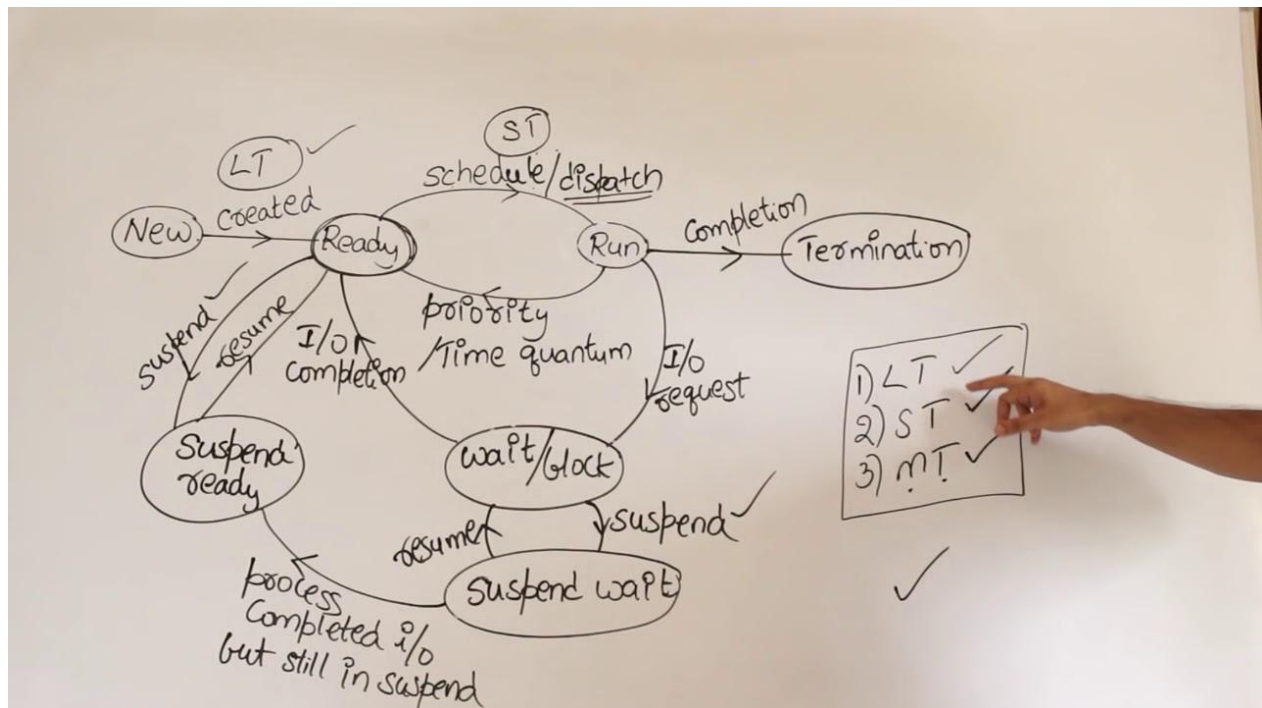 ST
LT
schedule/dispatch
New
created
Ready
Run
completion
Termination
suspend
resume
priority
/Time quantum
I/O
completion
I/O
request
1) LT
2) ST
3) MT
suspend
ready
wait/block
resume
suspend
suspend wait
process
completed i/o
but still in suspend